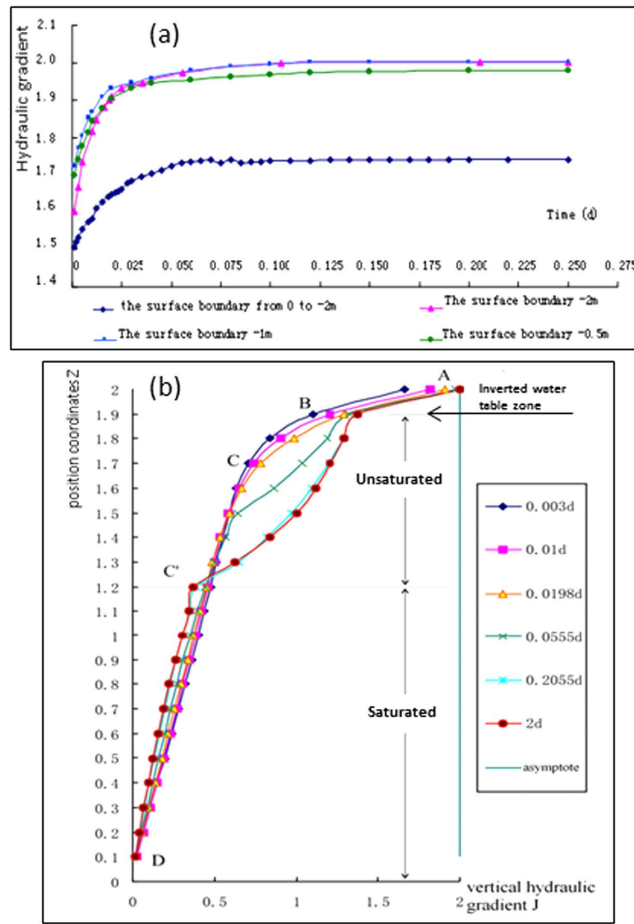 (a)
Hydraulic gradient
2.1
2.0
1.9
1.8
1.7
1.6
1.5
1.4
Time (d)
0 0.025 0.050 0.075 0.100 0.125 0.150 0.175 0.200 0.225 0.250 0.275
the surface boundary from 0 to -2m
The surface boundary -2m
The surface boundary -1m
The surface boundary -0.5m
(b)
position coordinates Z
2
1.9
1.8
1.7
1.6
1.5
1.4
1.3
1.2
1.1
1
0.9
0.8
0.7
0.6
0.5
0.4
0.3
0.2
0.1
0
A
B
C
C'
D
Inverted water
table zone
Unsaturated
Saturated
0.003d
0.01d
0.0198d
0.0555d
0.2055d
2d
asymptote
0 0.5 1 1.5 2
vertical hydraulic
gradient J